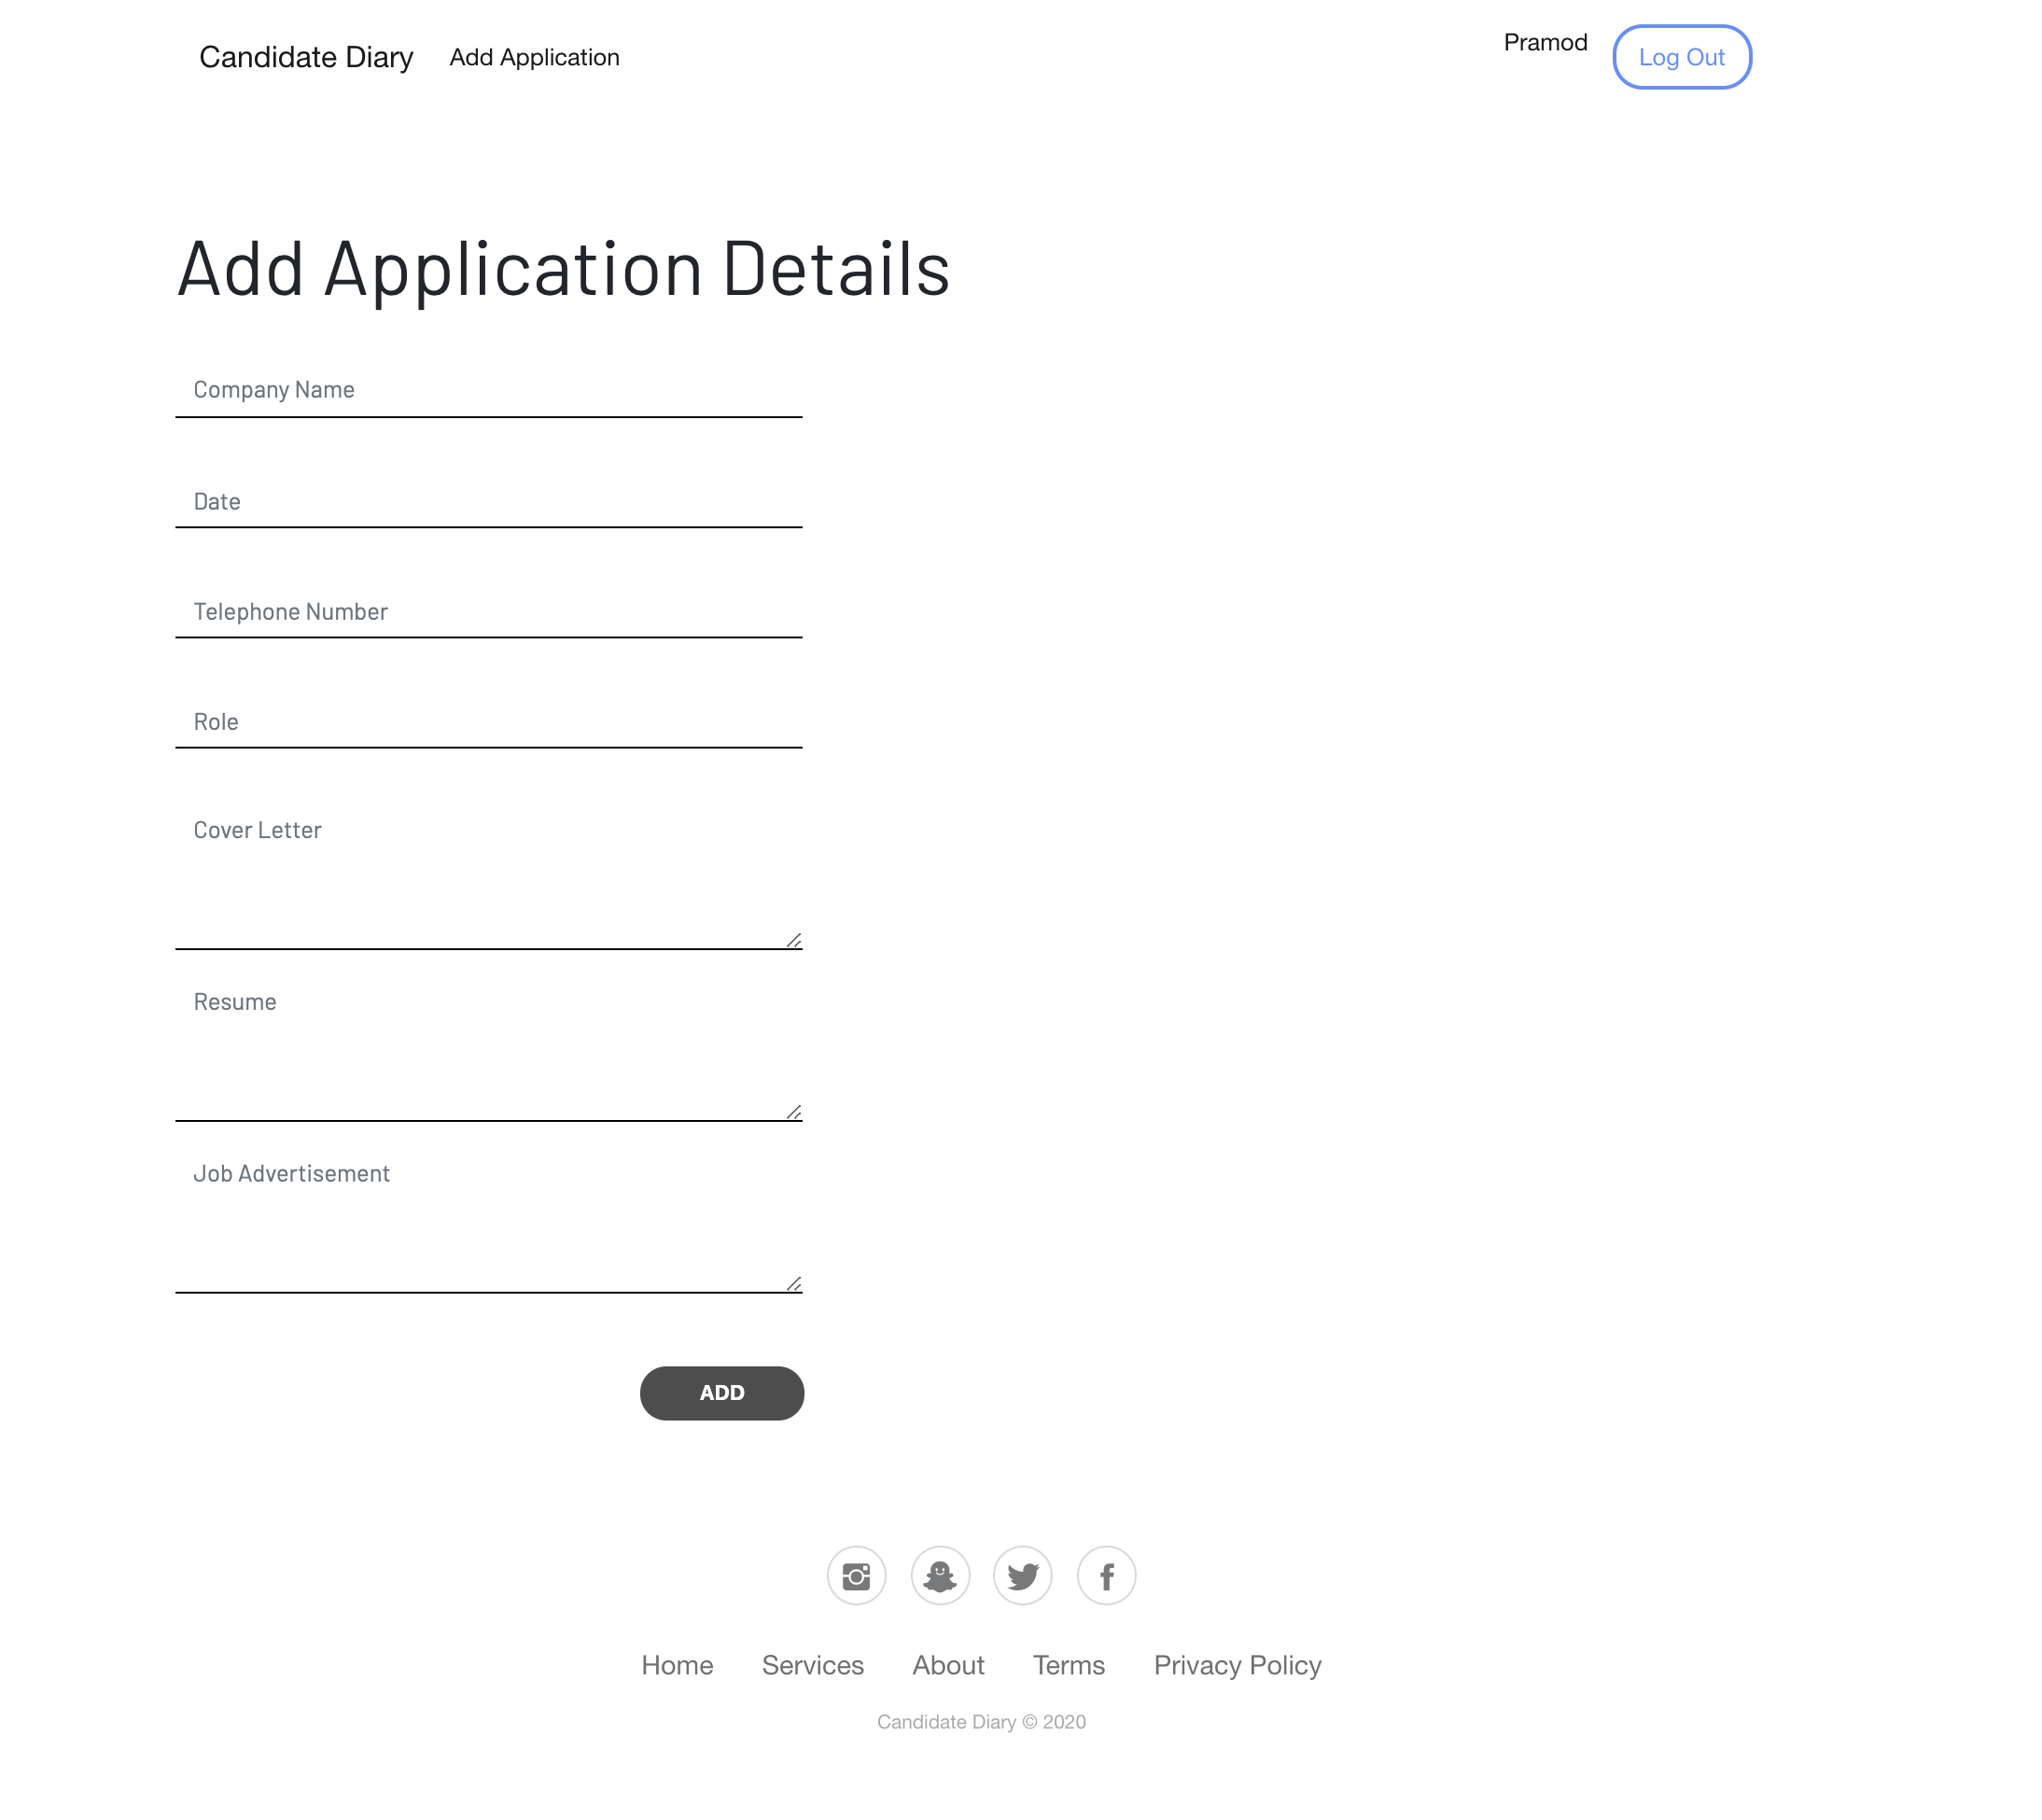 Candidate Diary Add Application Pramod Log Out
Add Application Details
Company Name
Date
Telephone Number
Role
Cover Letter
Resume
Job Advertisement
ADD
Home Services About Terms Privacy Policy
Candidate Diary © 2020